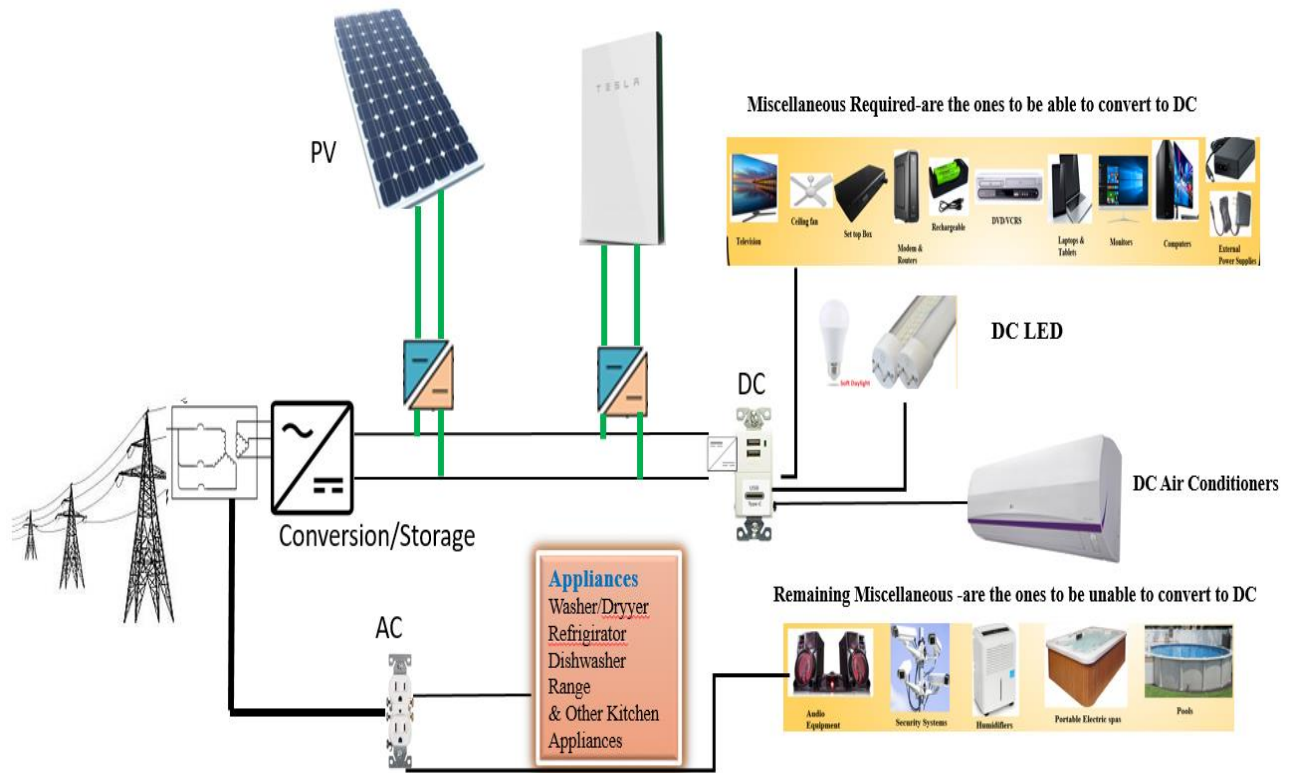 PV
TESLA
Miscellaneous Required-are the ones to be able to convert to DC
Television
Ceiling fan
Set top Box
Modem &
Routers
Rechargeable
DVD/VCRS
Laptops &
Tablets
Monitors
Computers
External
Power Supplies
Soft Daylight
DC LED
DC
USB
Type C
DC Air Conditioners
Conversion/Storage
AC
Appliances
Washer/Dryyer
Refrigirator
Dishwasher
Range
& Other Kitchen
Appliances
Remaining Miscellaneous -are the ones to be unable to convert to DC
Audio
Equipment
Security Systems
Humidifiers
Portable Electric spas
Pools